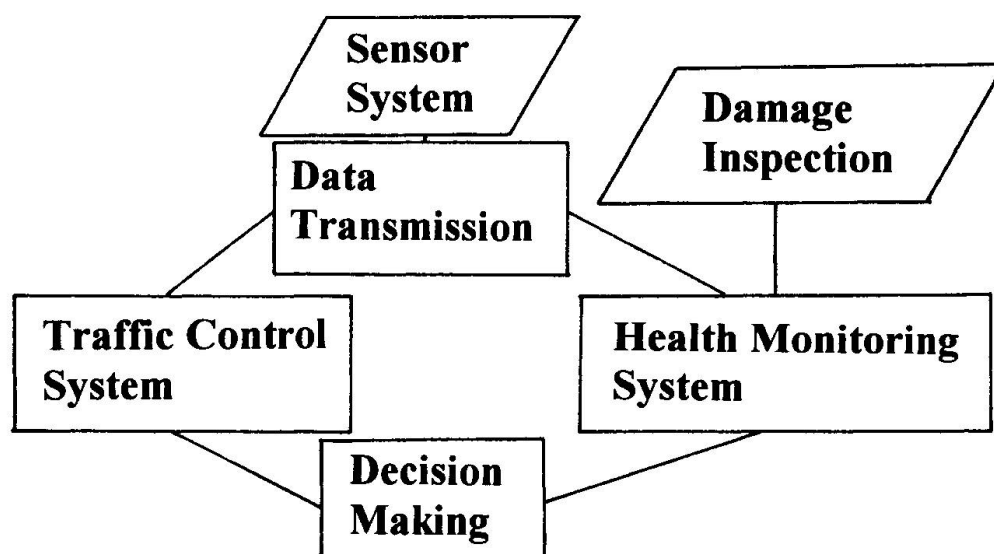 Sensor
System
Damage
Inspection
Data
Transmission
Traffic Control
System
Health Monitoring
System
Decision
Making